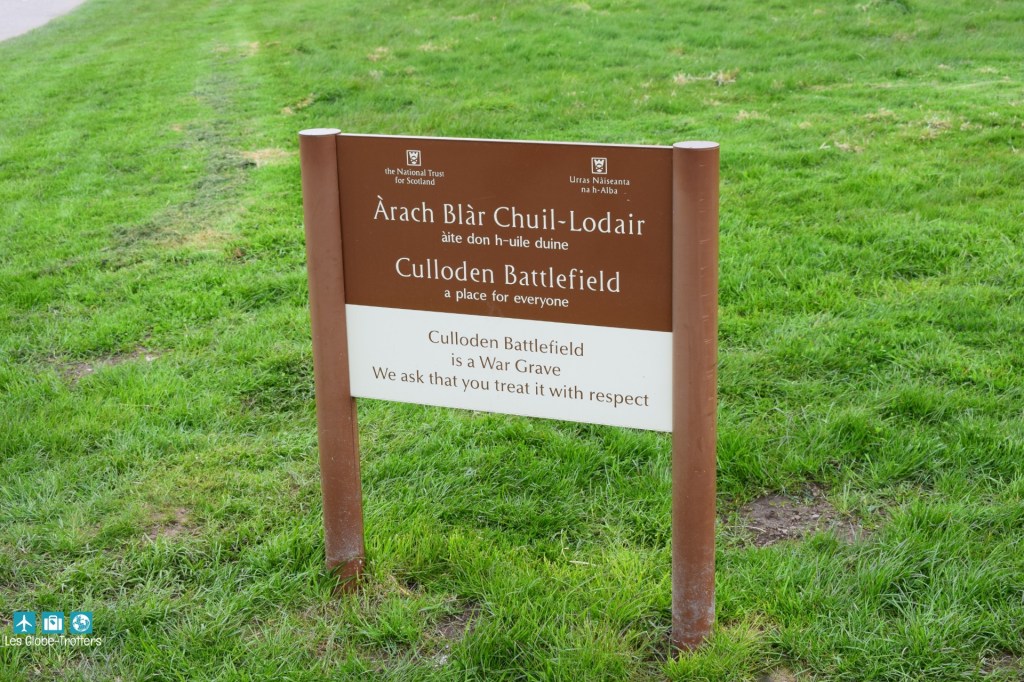 the National Trust
for Scotland
Urras Nàiseanta
na h-Alba
Àrach Blàr Chuil-Lodair
àite don h-uile duine
Culloden Battlefield
a place for everyone
Culloden Battlefield
is a War Grave
We ask that you treat it with respect
Les Globe-Trotters